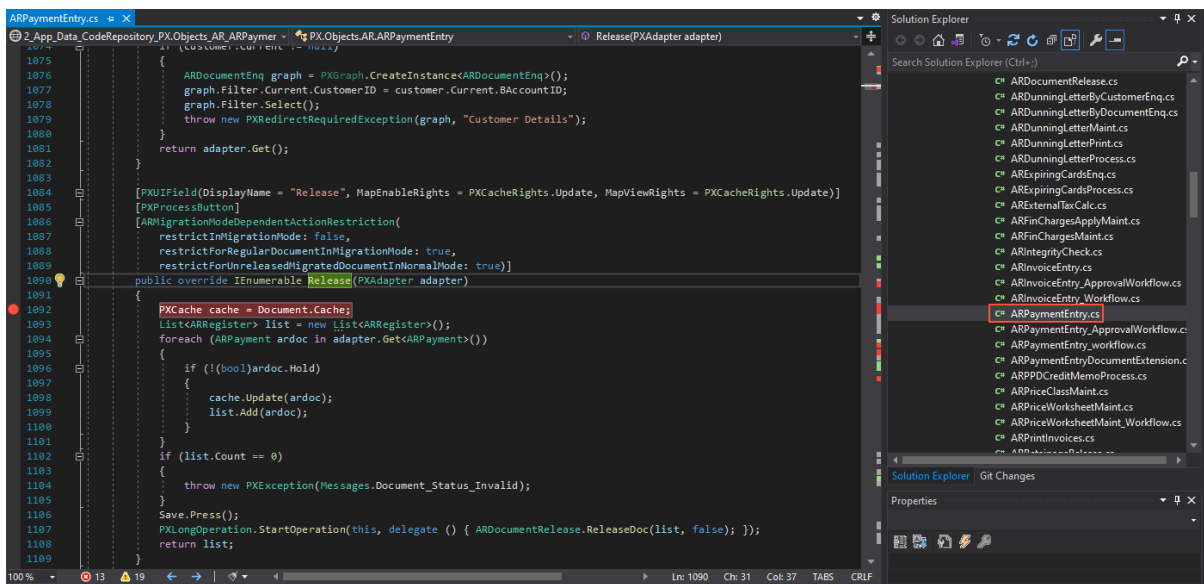 ARPaymentEntry.cs
Solution Explorer
2_App_Data_CodeRepository_PX.Objects_AR_ARPaymer
PX.Objects.AR.ARPaymentEntry
Release(PXAdapter adapter)
Search Solution Explorer (Ctrl+;)
1074 if (customer.Current != null)
1075 {
1076 ARDocumentEnq graph = PXGraph.CreateInstance<ARDocumentEnq>();
1077 graph.Filter.Current.CustomerID = customer.Current.BAccountID;
1078 graph.Filter.Select();
1079 throw new PXRedirectRequiredException(graph, "Customer Details");
1080 }
1081 return adapter.Get();
1082 }
1083
1084 [PXUIField(DisplayName = "Release", MapEnableRights = PXCacheRights.Update, MapViewRights = PXCacheRights.Update)]
1085 [PXProcessButton]
1086 [ARMigrationModeDependentActionRestriction(
1087 restrictInMigrationMode: false,
1088 restrictForRegularDocumentInMigrationMode: true,
1089 restrictForUnreleasedMigratedDocumentInNormalMode: true)]
1090 public override IEnumerable Release(PXAdapter adapter)
1091 {
1092 PXCache cache = Document.Cache;
1093 List<ARRegister> list = new List<ARRegister>();
1094 foreach (ARPayment ardoc in adapter.Get<ARPayment>())
1095 {
1096 if (!(bool)ardoc.Hold)
1097 {
1098 cache.Update(ardoc);
1099 list.Add(ardoc);
1100 }
1101 }
1102 if (list.Count == 0)
1103 {
1104 throw new PXException(Messages.Document_Status_Invalid);
1105 }
1106 Save.Press();
1107 PXLongOperation.StartOperation(this, delegate () { ARDocumentRelease.ReleaseDoc(list, false); });
1108 return list;
1109 }
100 %
13
19
Ln: 1090
Ch: 31
Col: 37
TABS
CRLF
C# ARDocumentRelease.cs
C# ARDunningLetterByCustomerEnq.cs
C# ARDunningLetterByDocumentEnq.cs
C# ARDunningLetterMaint.cs
C# ARDunningLetterPrint.cs
C# ARDunningLetterProcess.cs
C# ARExpiringCardsEnq.cs
C# ARExpiringCardsProcess.cs
C# ARExternalTaxCalc.cs
C# ARFinChargesApplyMaint.cs
C# ARFinChargesMaint.cs
C# ARIntegrityCheck.cs
C# ARInvoiceEntry.cs
C# ARInvoiceEntry_ApprovalWorkflow.cs
C# ARInvoiceEntry_Workflow.cs
C# ARPaymentEntry.cs
C# ARPaymentEntry_ApprovalWorkflow.cs
C# ARPaymentEntry_workflow.cs
C# ARPaymentEntryDocumentExtension.c
C# ARPPDCreditMemoProcess.cs
C# ARPriceClassMaint.cs
C# ARPriceWorksheetMaint.cs
C# ARPriceWorksheetMaint_Workflow.cs
C# ARPrintInvoices.cs
Solution Explorer
Git Changes
Properties